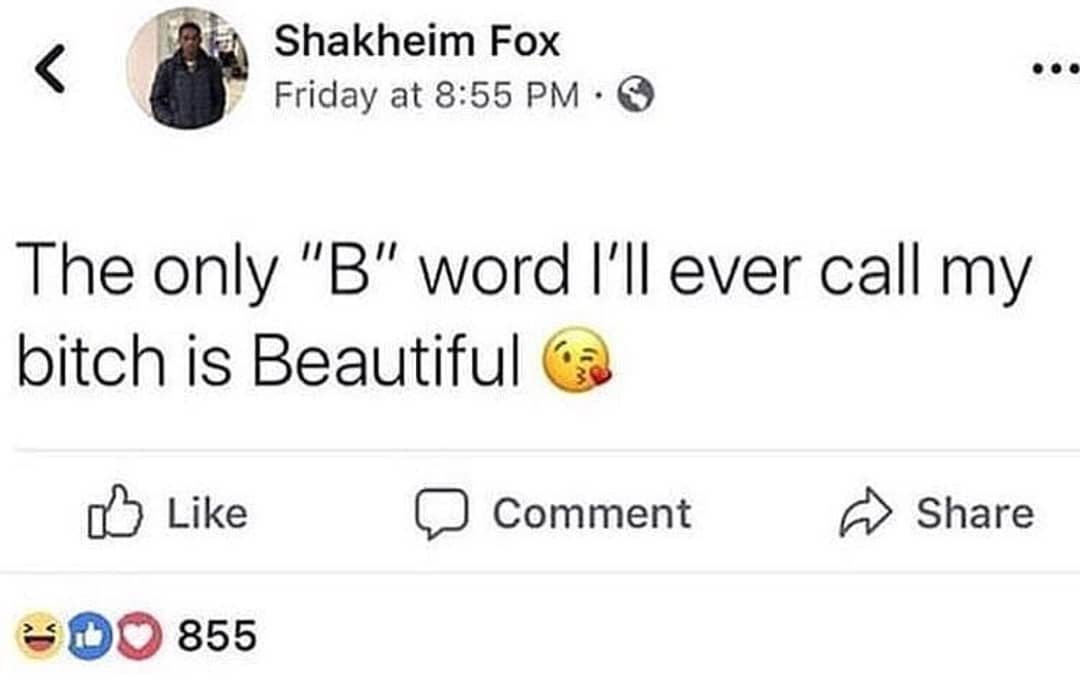 Shakheim Fox
Friday at 8:55 PM ·
The only "B" word I'll ever call my
bitch is Beautiful 😘
Like Comment Share
855